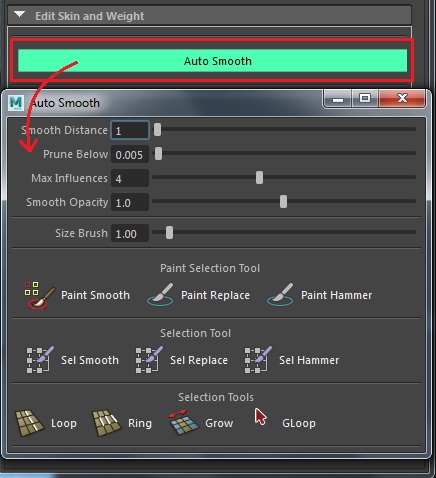 Edit Skin and Weight
Auto Smooth
M Auto Smooth
Smooth Distance 1
Prune Below 0.005
Max Influences 4
Smooth Opacity 1.0
Size Brush 1.00
Paint Selection Tool
Paint Smooth Paint Replace Paint Hammer
Selection Tool
Sel Smooth Sel Replace Sel Hammer
Selection Tools
Loop Ring Grow GLoop